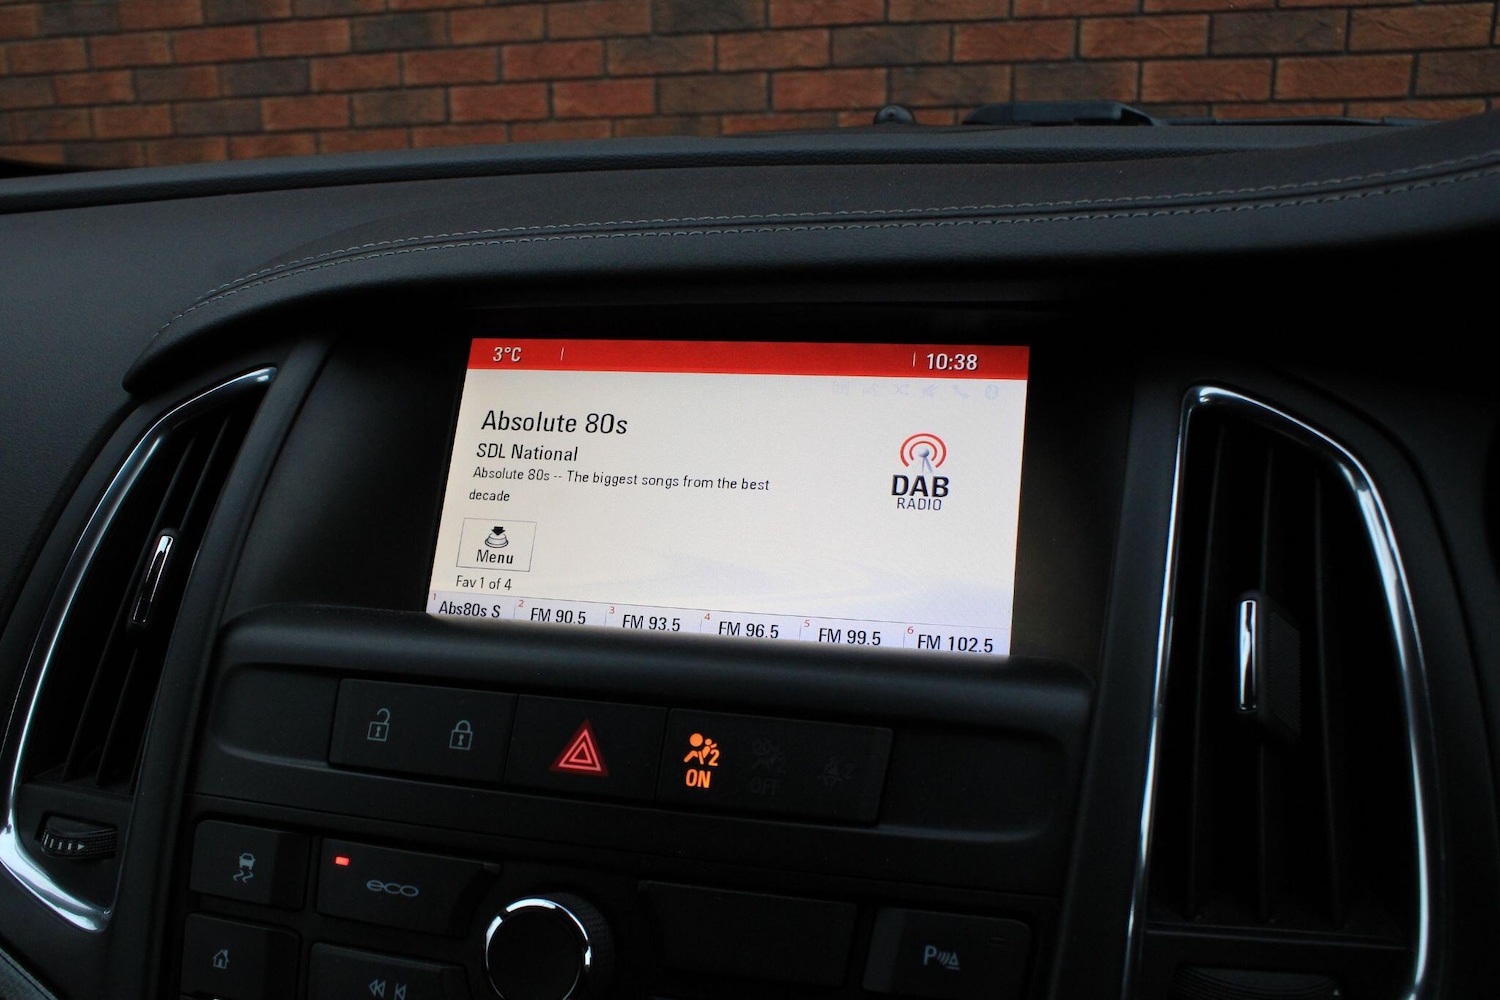 3°C
10:38
Absolute 80s
SDL National
Absolute 80s -- The biggest songs from the best
decade
DAB
RADIO
Menu
Fav 1 of 4
1 Abs80s S 2 FM 90.5 3 FM 93.5 4 FM 96.5 5 FM 99.5 6 FM 102.5
2
ON
OFF
eco
P